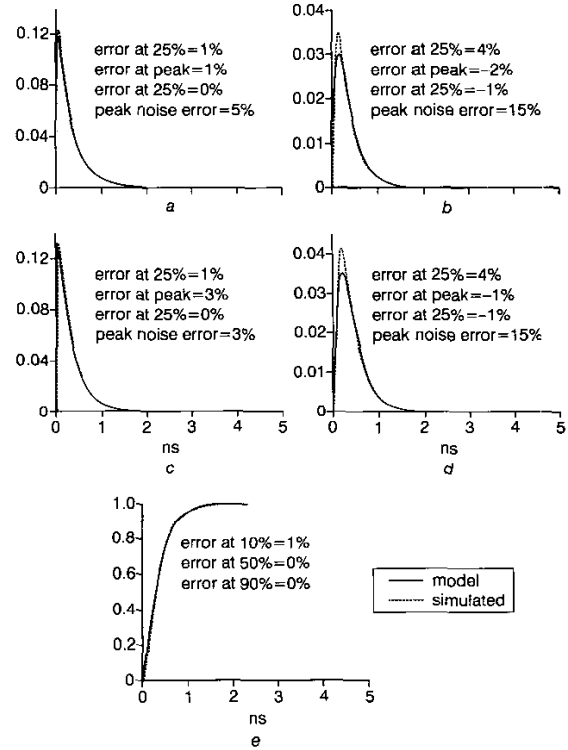 0.12
0.08
0.04
0
error at 25%=1%
error at peak=1%
error at 25%=0%
peak noise error=5%
a
0.04
0.03
0.02
0.01
0
0 1 2 3 4 5
error at 25%=4%
error at peak=−2%
error at 25%=−1%
peak noise error=15%
b
0.12
0.08
0.04
0
error at 25%=1%
error at peak=3%
error at 25%=0%
peak noise error=3%
0 1 2 3 4 5
ns
c
0.04
0.03
0.02
0.01
0
error at 25%=4%
error at peak=−1%
error at 25%=−1%
peak noise error=15%
0 1 2 3 4 5
ns
d
1.0
0.8
0.6
0.4
0.2
0
error at 10%=1%
error at 50%=0%
error at 90%=0%
0 1 2 3 4 5
ns
e
model
simulated